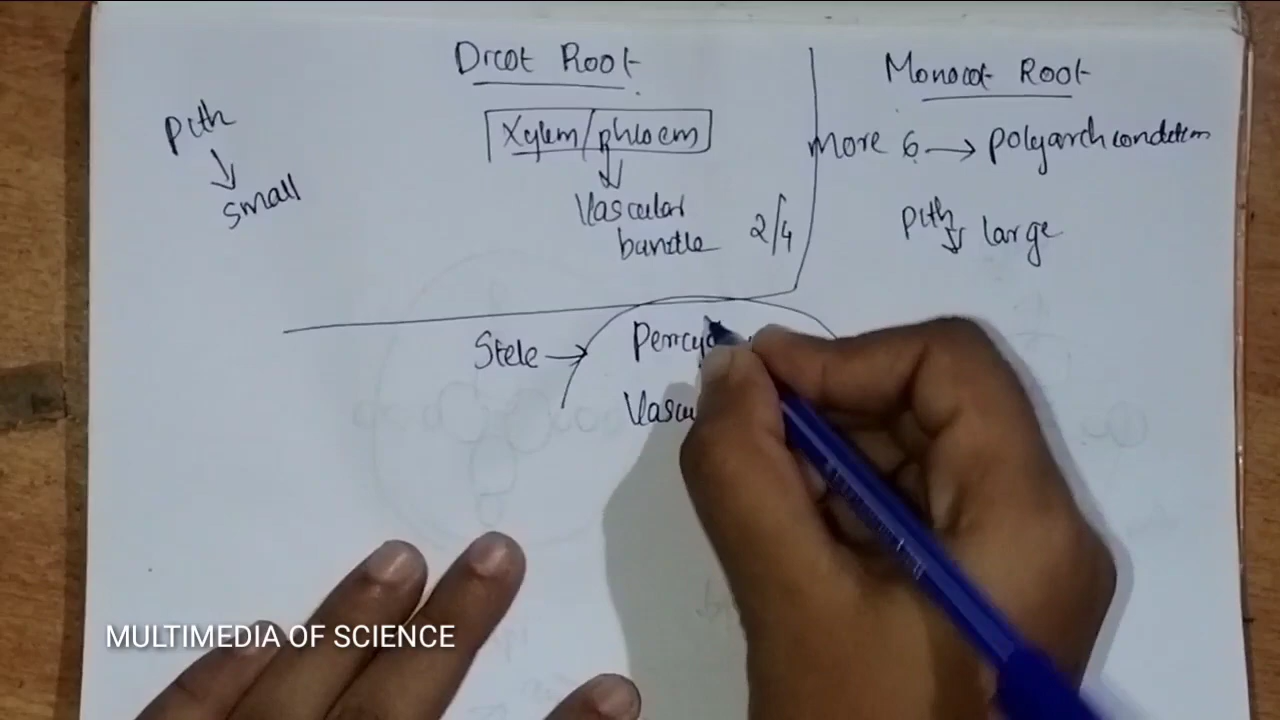 Dicot Root
Monocot Root
Pith
small
Xylem/phloem
Vascular
bundle
2/4
more 6 → polyarch condition
Pith
large
Stele →
MULTIMEDIA OF SCIENCE